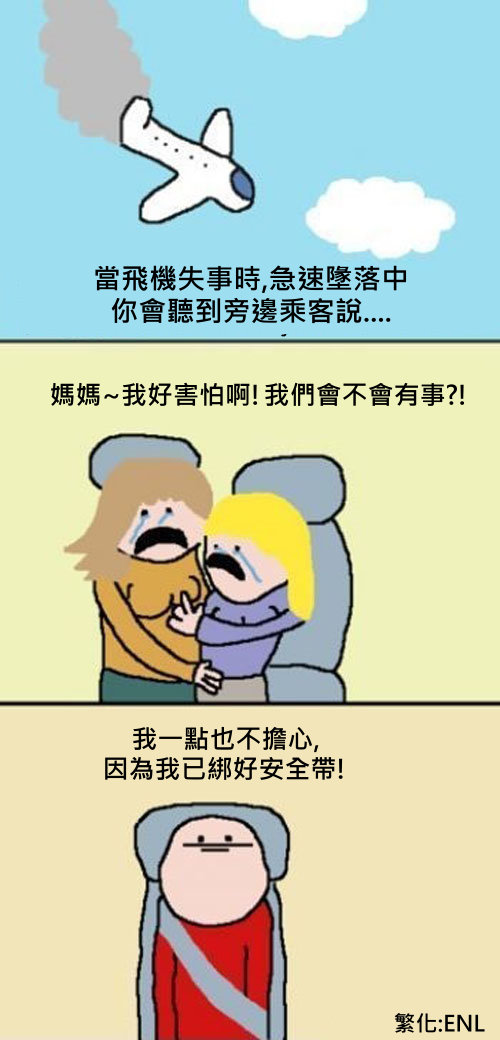 當飛機失事時,急速墜落中
你會聽到旁邊乘客說....
媽媽~我好害怕啊!我們會不會有事?!
我一點也不擔心,
因為我已綁好安全帶!
繁化:ENL